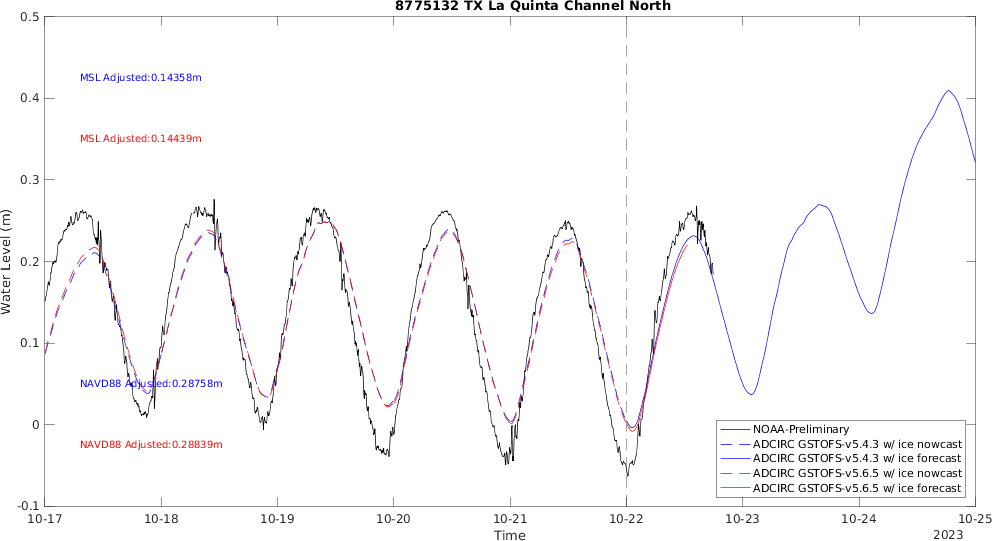 8775132 TX La Quinta Channel North
0.5
0.4
0.3
0.2
0.1
0
-0.1
Water Level (m)
MSL Adjusted:0.14358m
MSL Adjusted:0.14439m
NAVD88 Adjusted:0.28758m
NAVD88 Adjusted:0.28839m
NOAA-Preliminary
ADCIRC GSTOFS-v5.4.3 w/ ice nowcast
ADCIRC GSTOFS-v5.4.3 w/ ice forecast
ADCIRC GSTOFS-v5.6.5 w/ ice nowcast
ADCIRC GSTOFS-v5.6.5 w/ ice forecast
10-17 10-18 10-19 10-20 10-21 10-22 10-23 10-24 10-25
Time
2023